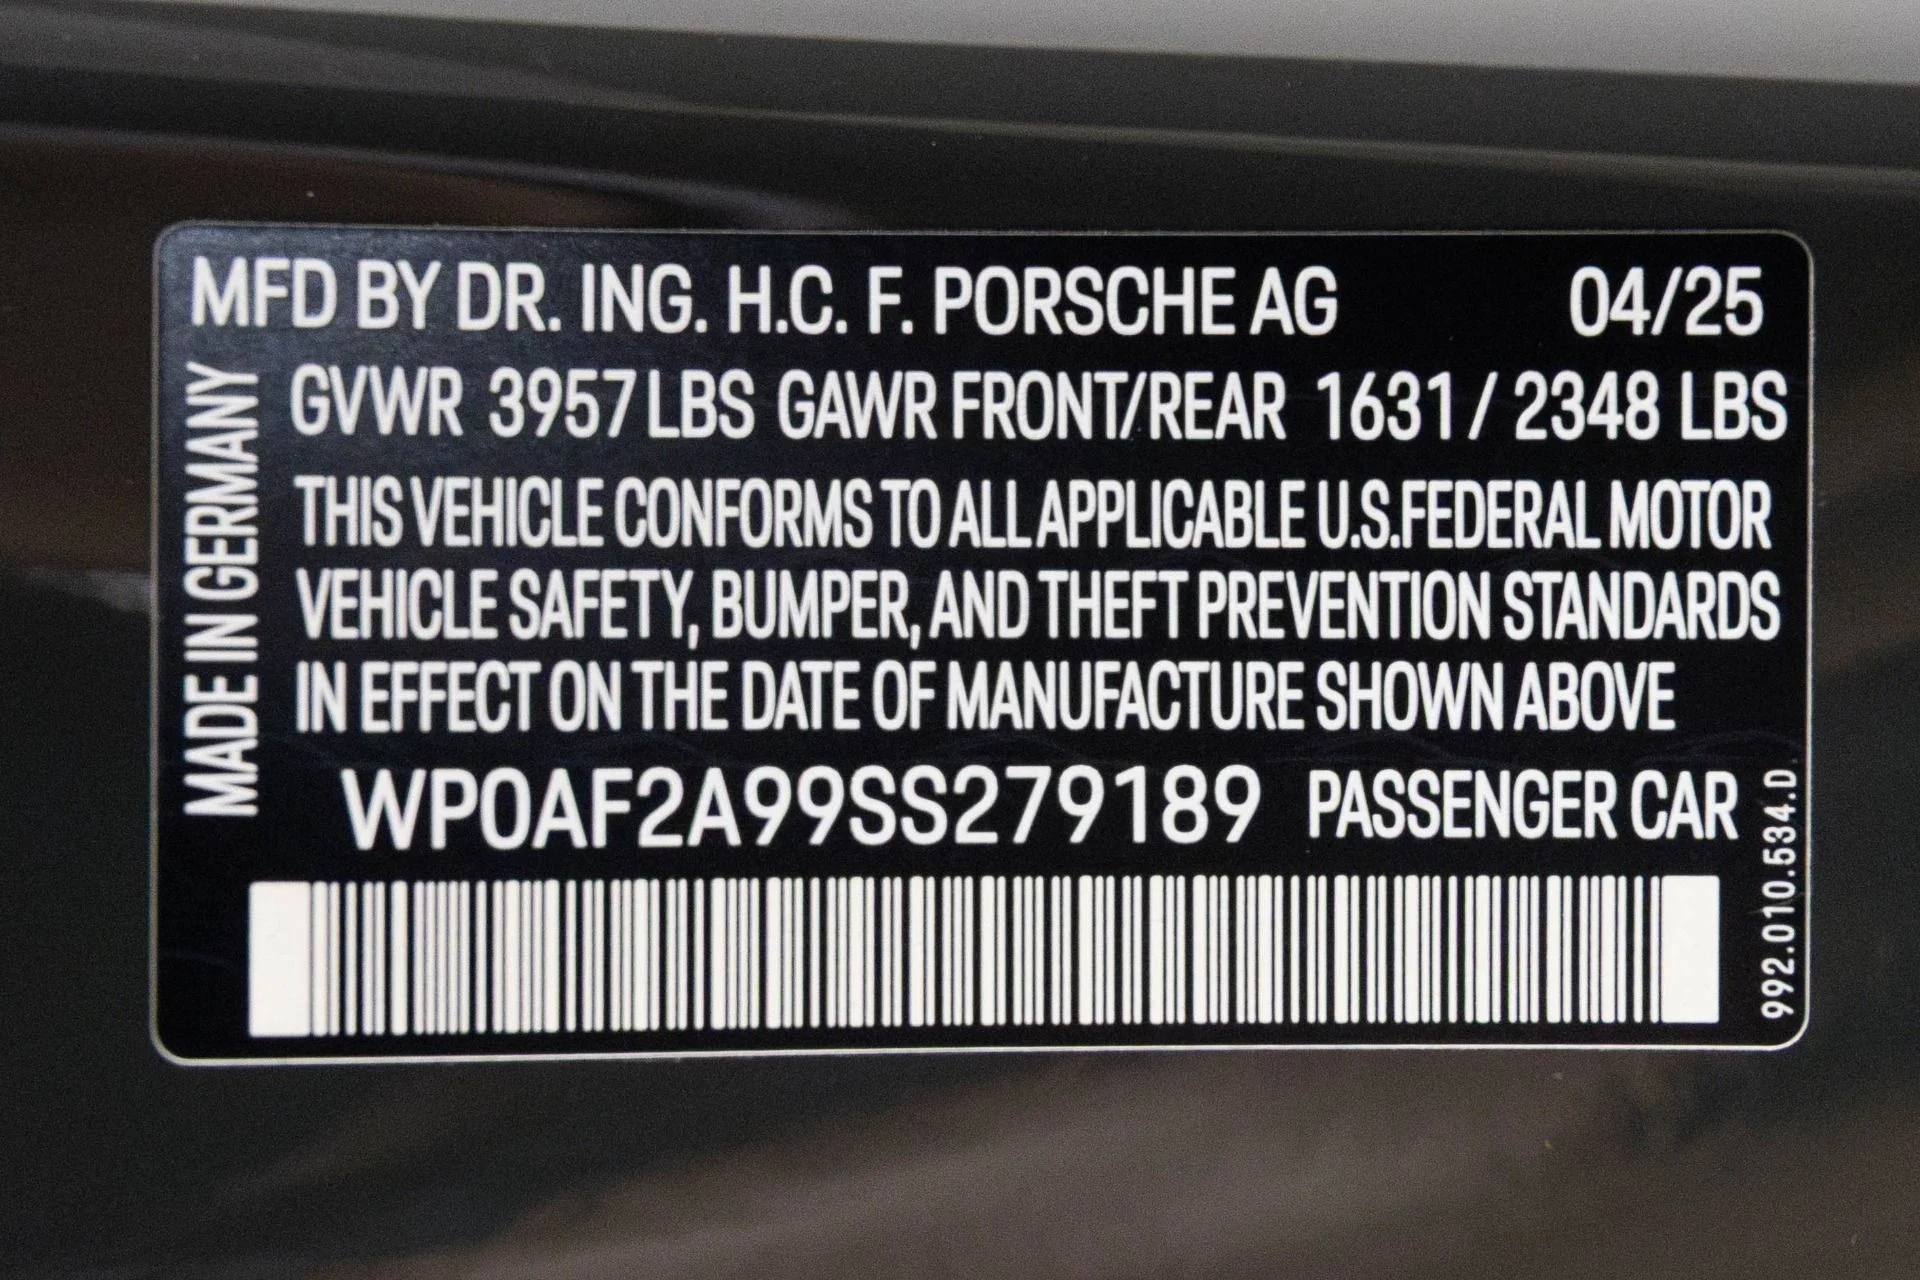 MFD BY DR. ING. H.C. F. PORSCHE AG 04/25
GVWR 3957 LBS GAWR FRONT/REAR 1631 / 2348 LBS
THIS VEHICLE CONFORMS TO ALL APPLICABLE U.S.FEDERAL MOTOR
VEHICLE SAFETY, BUMPER, AND THEFT PREVENTION STANDARDS
IN EFFECT ON THE DATE OF MANUFACTURE SHOWN ABOVE
WP0AF2A99SS279189 PASSENGER CAR
MADE IN GERMANY
992.010.534.D